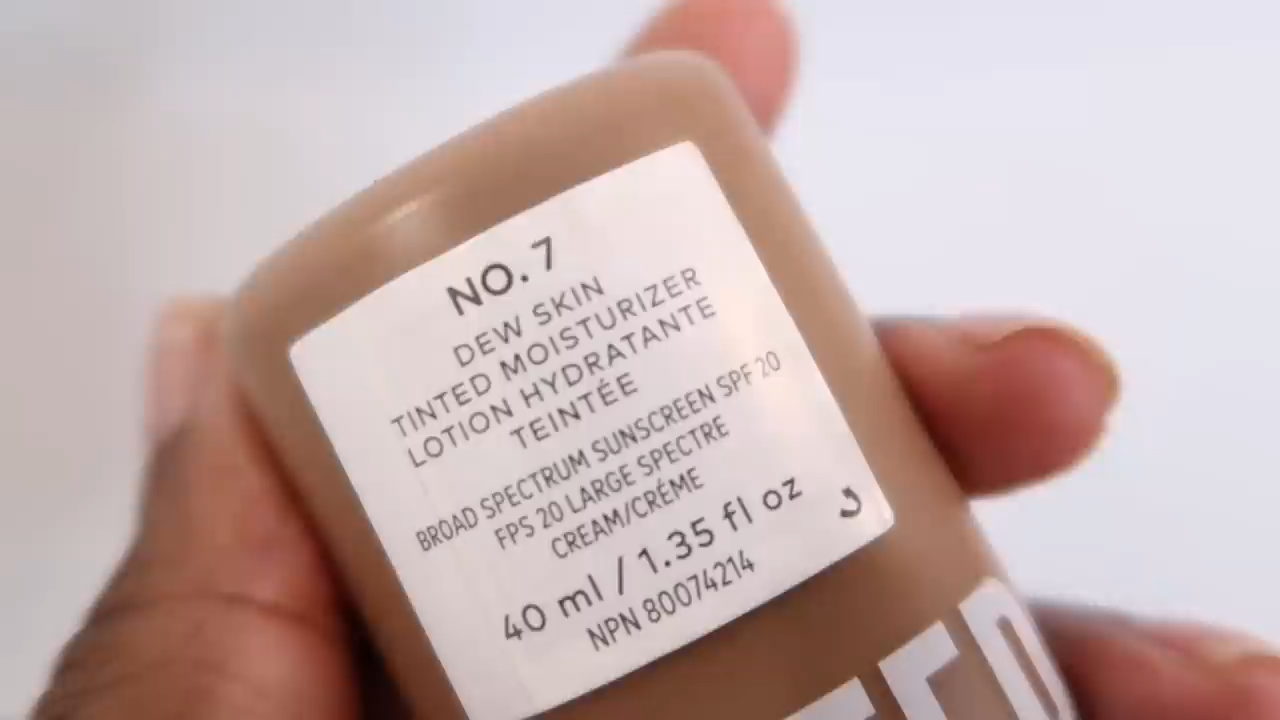 NO. 7
DEW SKIN
TINTED MOISTURIZER
LOTION HYDRATANTE
TEINTÉE
BROAD SPECTRUM SUNSCREEN SPF 20
FPS 20 LARGE SPECTRE
CREAM/CRÉME
40 ml / 1.35 fl oz
NPN 80074214